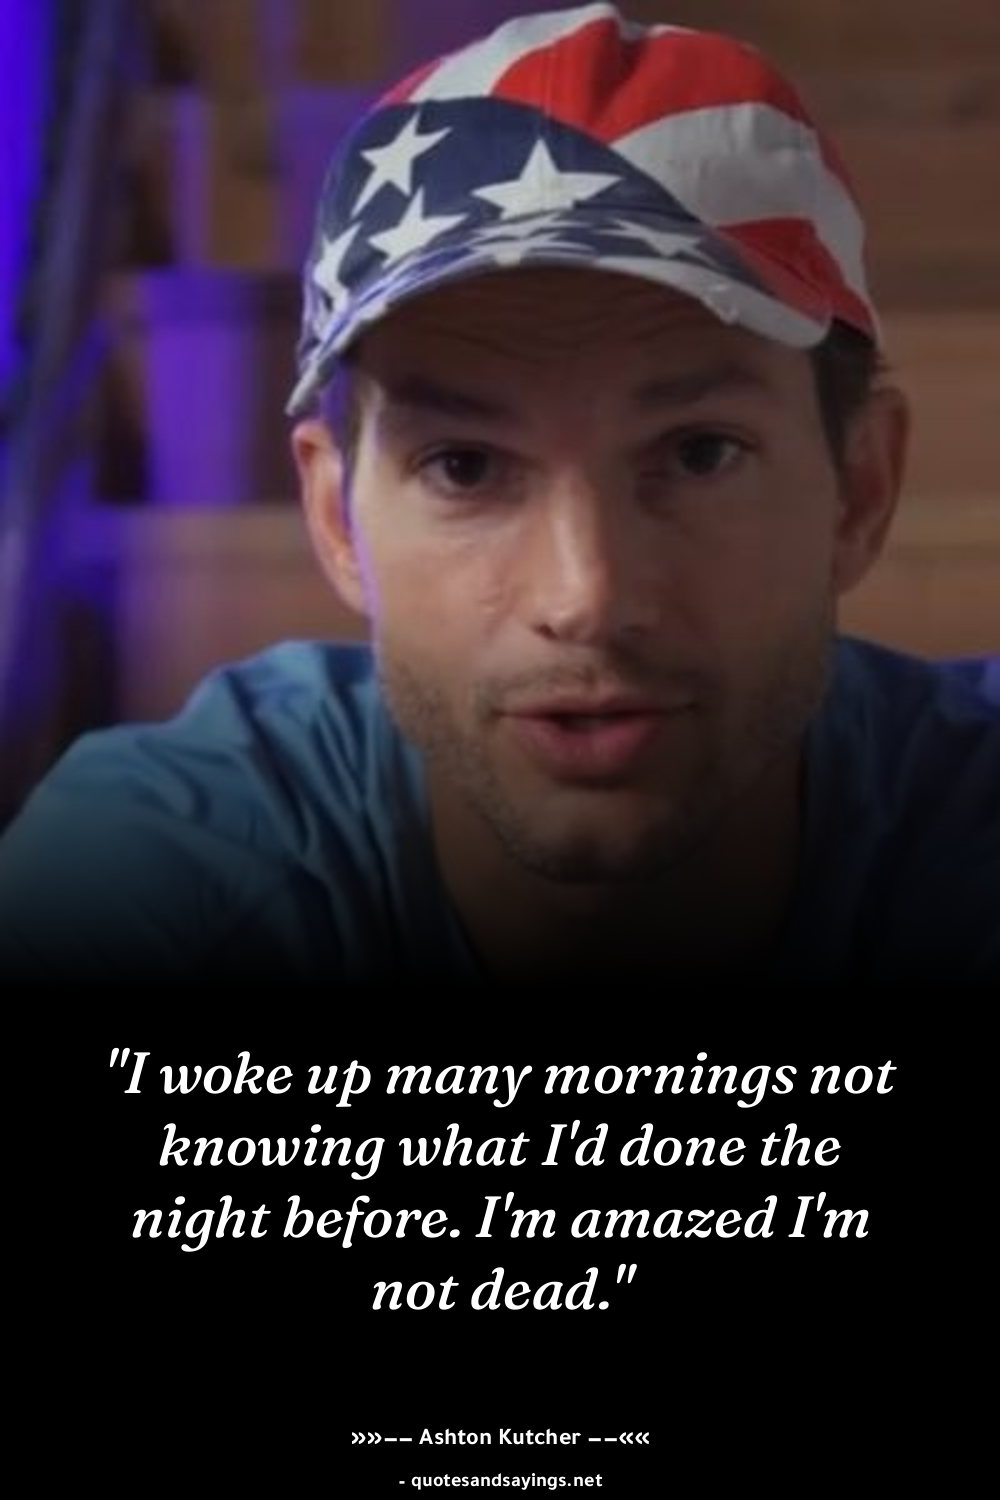 "I woke up many mornings not
knowing what I'd done the
night before. I'm amazed I'm
not dead."
»»−− Ashton Kutcher −−««
- quotesandsayings.net